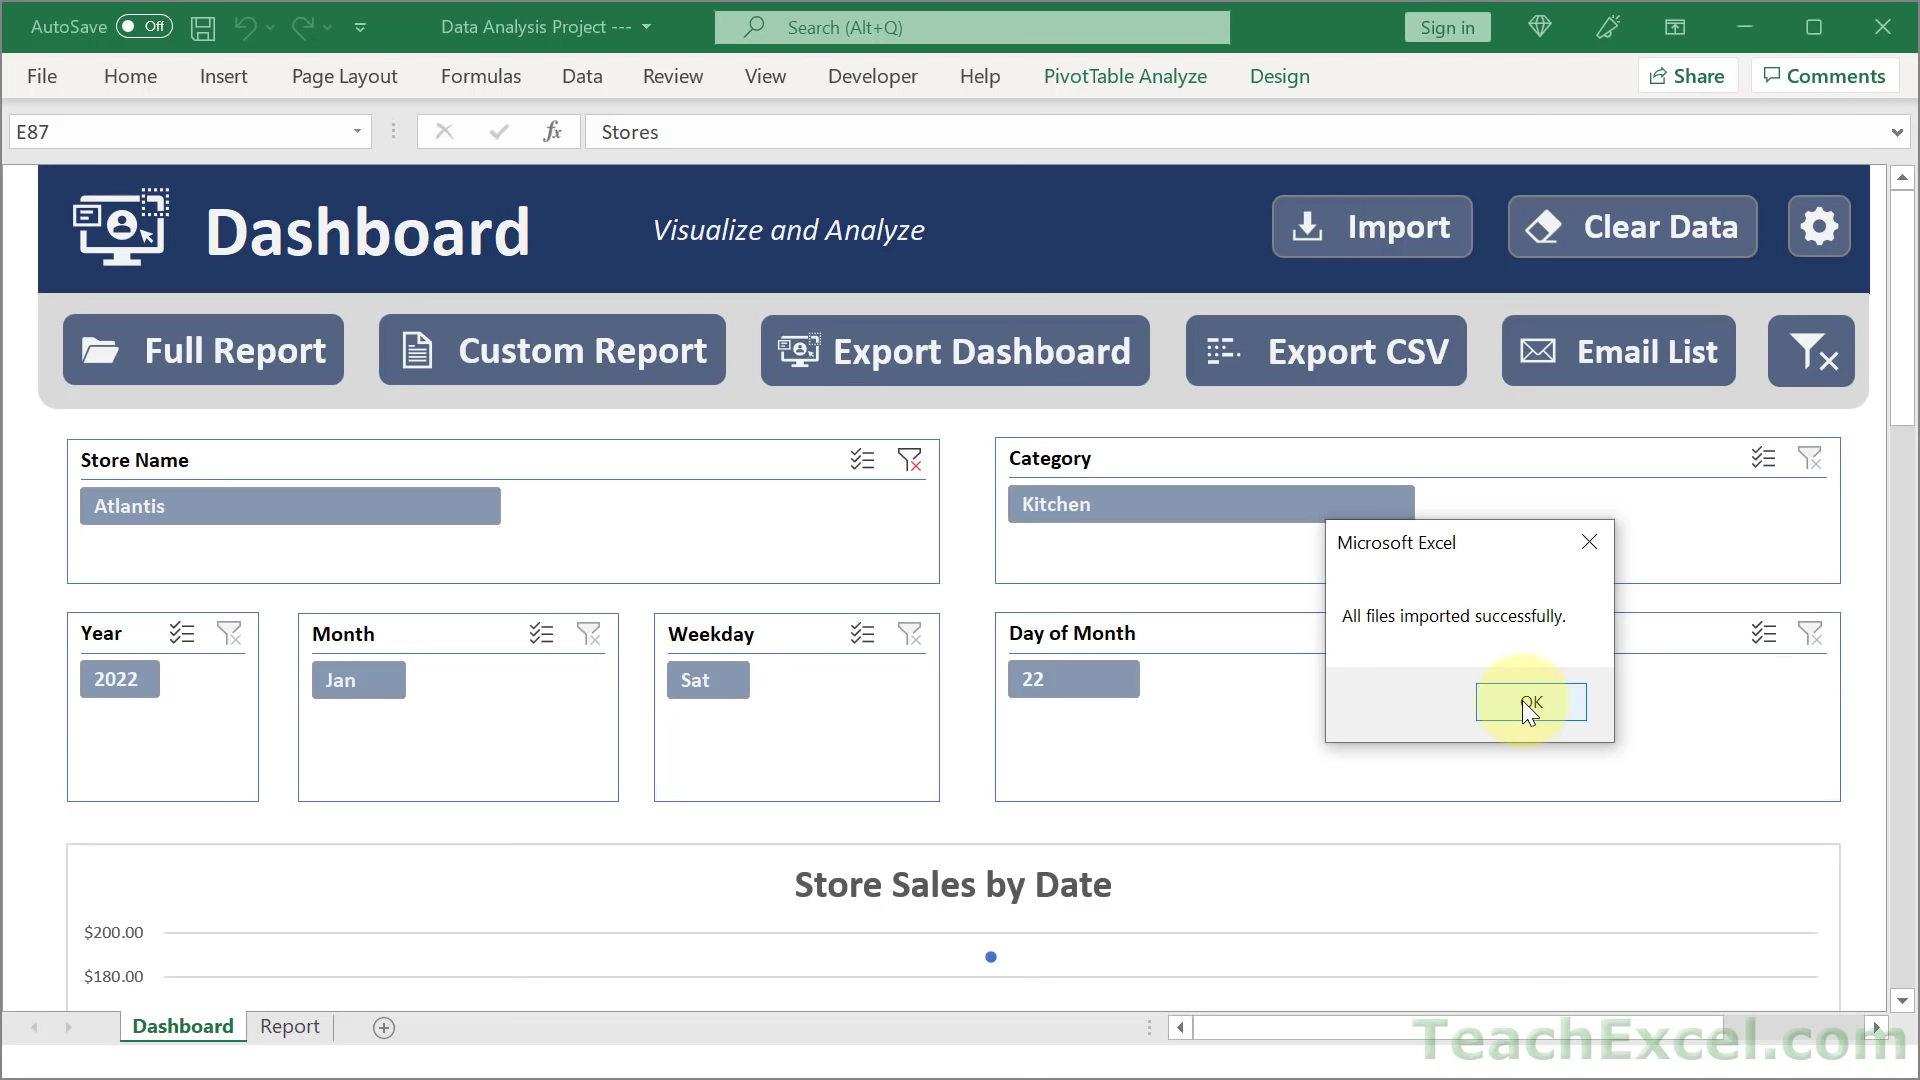 AutoSave Off Data Analysis Project --- Search (Alt+Q) Sign in
File Home Insert Page Layout Formulas Data Review View Developer Help PivotTable Analyze Design Share Comments
E87 fx Stores
Dashboard Visualize and Analyze Import Clear Data
Full Report Custom Report Export Dashboard Export CSV Email List
Store Name
Atlantis
Category
Kitchen
Year
2022
Month
Jan
Weekday
Sat
Day of Month
22
Microsoft Excel
All files imported successfully.
OK
Store Sales by Date
$200.00
$180.00
Dashboard Report
TeachExcel.com